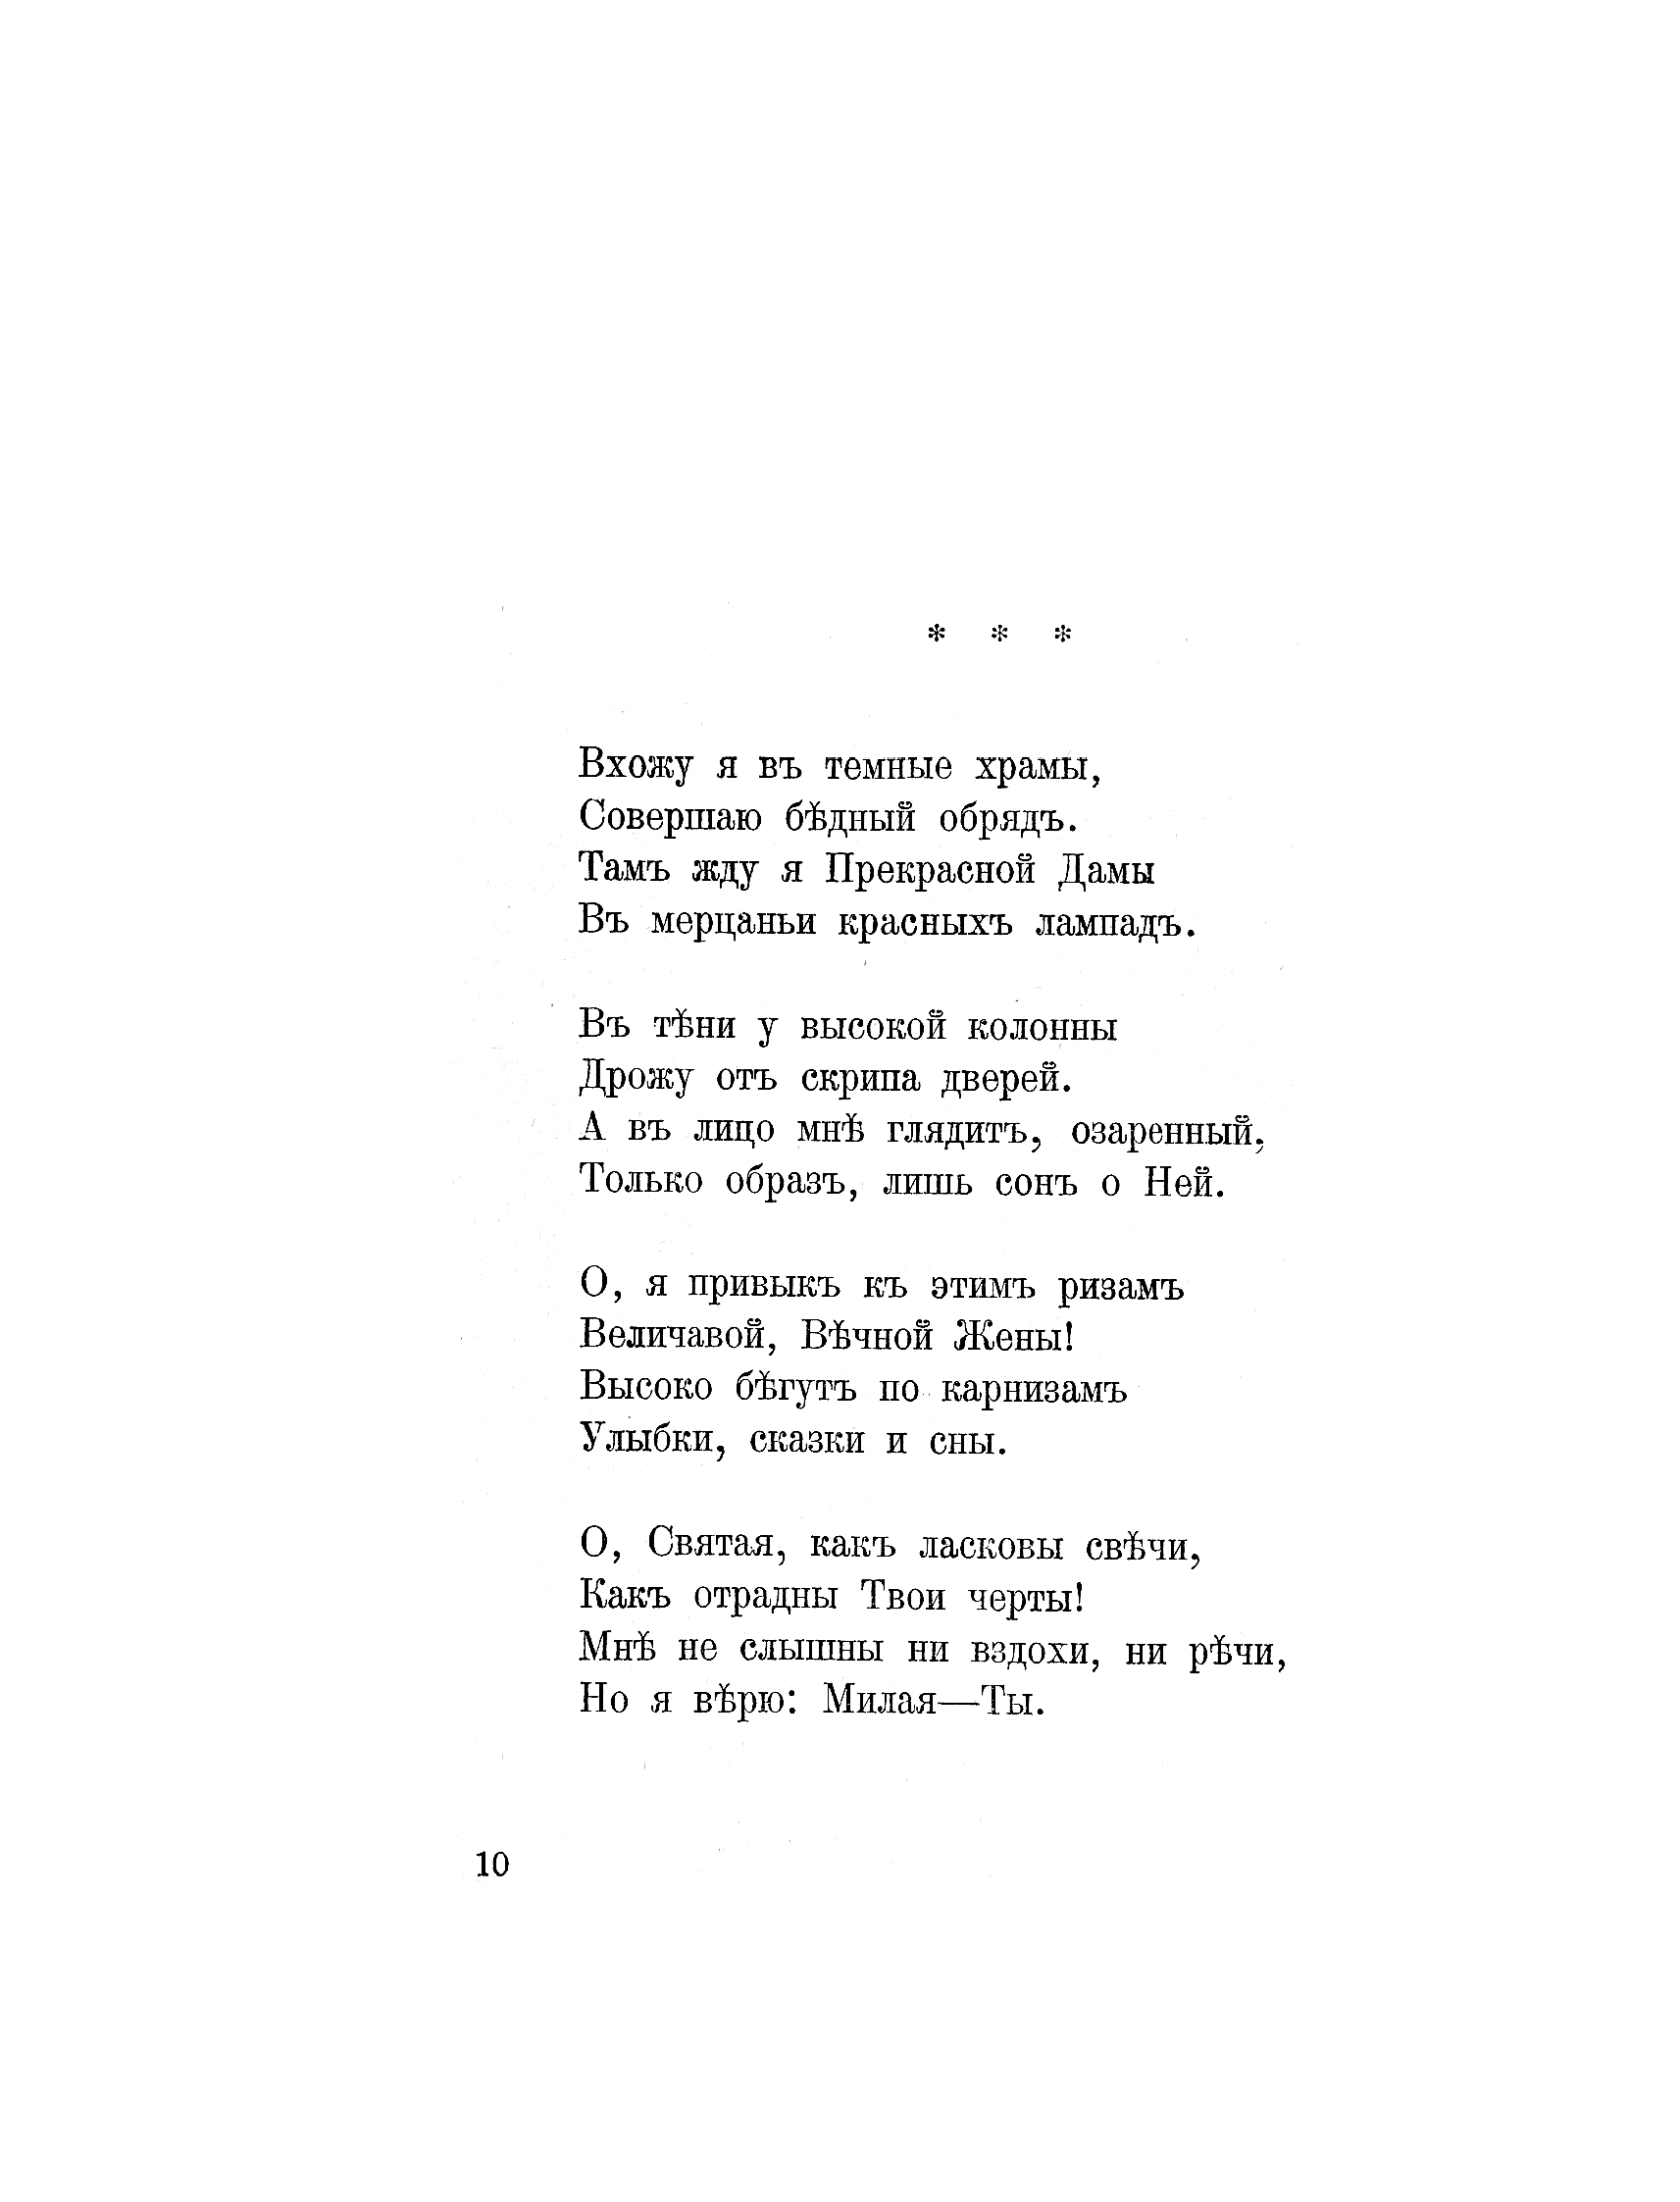 * * *
Вхожу я въ темные храмы,
Совершаю бѣдный обрядъ.
Тамъ жду я Прекрасной Дамы
Въ мерцаньи красныхъ лампадъ.
Въ тѣни у высокой колонны
Дрожу отъ скрипа дверей.
А въ лицо мнѣ глядитъ, озаренный,
Только образъ, лишь сонъ о Ней.
О, я привыкъ къ этимъ ризамъ
Величавой, Вѣчной Жены!
Высоко бѣгутъ по карнизамъ
Улыбки, сказки и сны.
О, Святая, какъ ласковы свѣчи,
Какъ отрадны Твои черты!
Мнѣ не слышны ни вздохи, ни рѣчи,
Но я вѣрю: Милая—Ты.
10